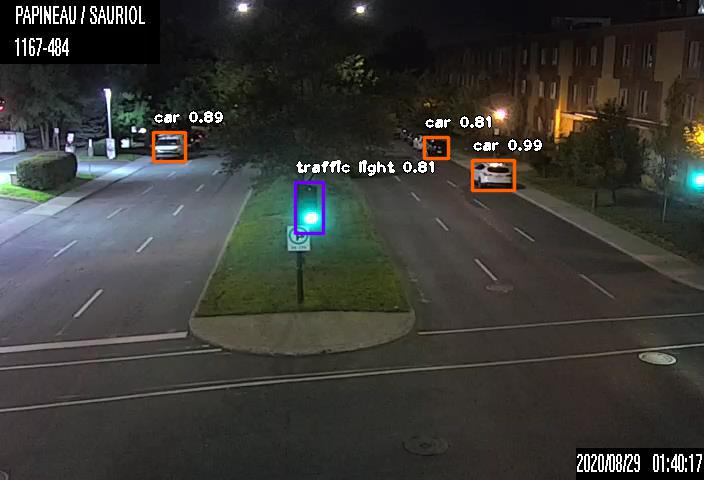 PAPINEAU / SAURIOL
1167-484
car 0.89
car 0.81
car 0.99
traffic light 0.81
P
2020/08/29 01:40:17